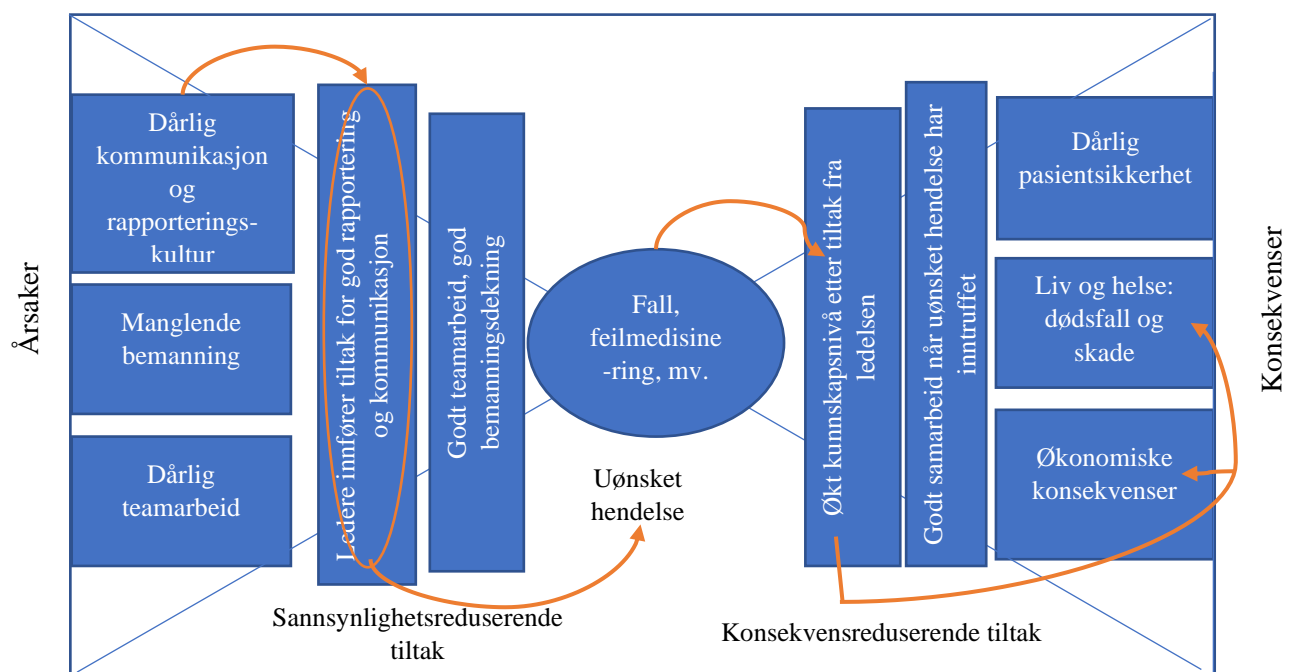 Årsaker
Dårlig
kommunikasjon
og
rapporterings-
kultur
Manglende
bemanning
Dårlig
teamarbeid
Ledere innfører tiltak for god rapportering
og kommunikasjon
Godt teamarbeid, god
bemanningsdekning
Sannsynlighetsreduserende
tiltak
Fall,
feilmedisine
-ring, mv.
Uønsket
hendelse
Økt kunnskapsnivå etter tiltak fra
ledelsen
Godt samarbeid når uønsket hendelse har
inntruffet
Konsekvensreduserende tiltak
Dårlig
pasientsikkerhet
Liv og helse:
dødsfall og
skade
Økonomiske
konsekvenser
Konsekvenser